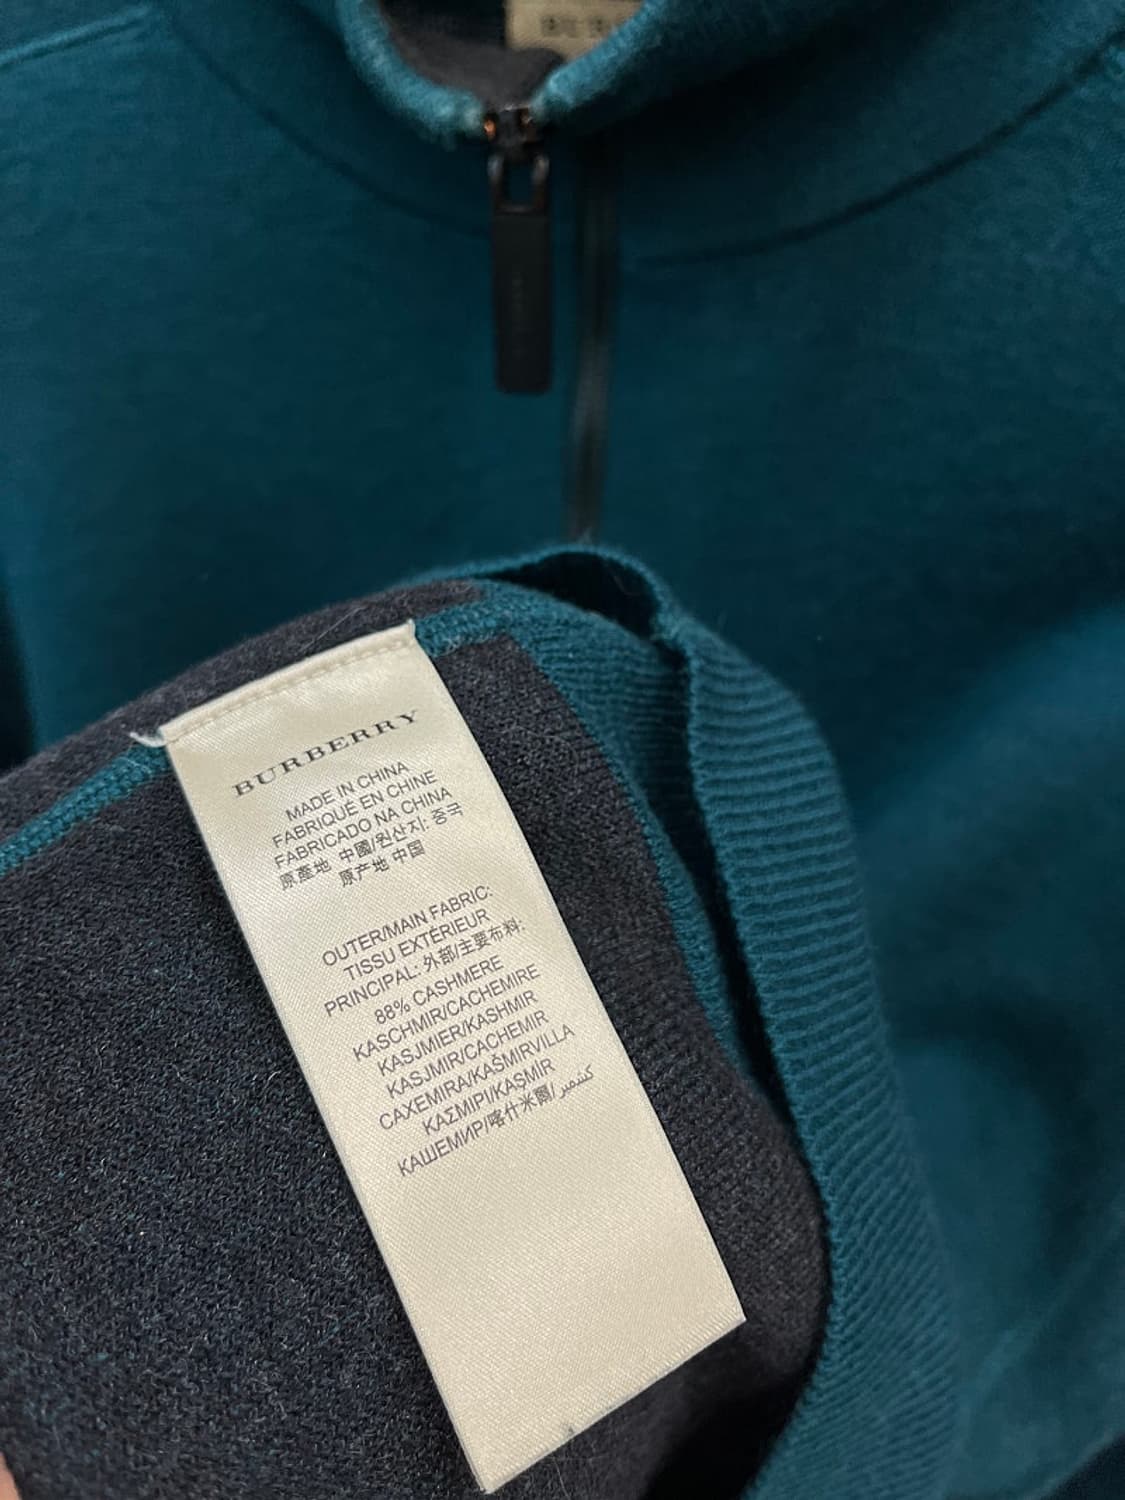 BURBERRY
MADE IN CHINA
FABRIQUÉ EN CHINE
FABRICADO NA CHINA
原產地 中國/원산지: 중국
原产地 中国
OUTER/MAIN FABRIC:
TISSU EXTÉRIEUR
PRINCIPAL: 外部/主要布料:
88% CASHMERE
KASCHMIR/CACHEMIRE
KASJMIER/KASHMIR
KASJMIR/CACHEMIR
CAXEMIRA/KAŠMIRVILLA
ΚΑΣΜΙΡΙ/KAŞMİR
КАШЕМИР/喀什米爾/كشمير